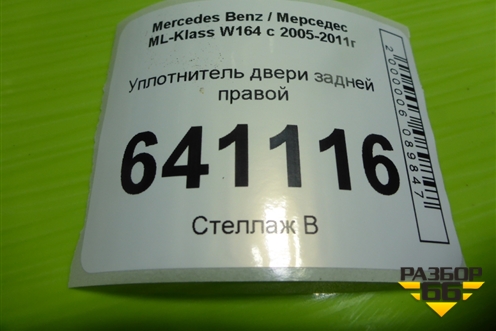 Mercedes Benz / Мерседес
ML-Klass W164 с 2005-2011г
Уплотнитель двери задней
правой
641116
Стеллаж В
2000006089847
РАЗБОР
66